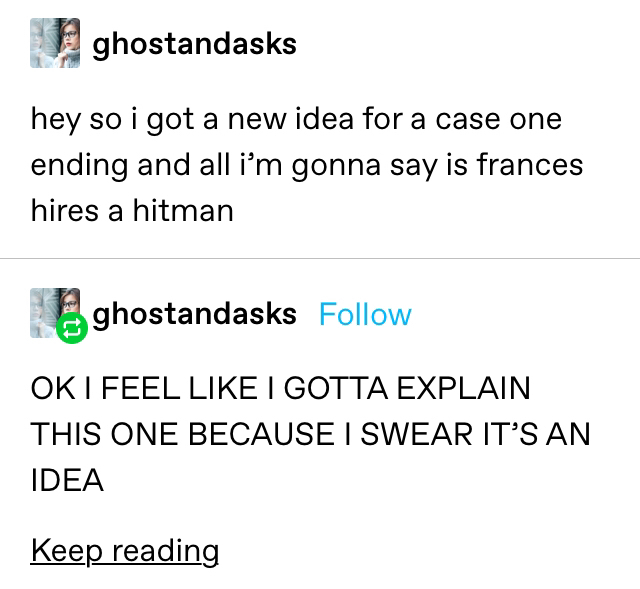 ghostandasks
hey so i got a new idea for a case one
ending and all i’m gonna say is frances
hires a hitman
ghostandasks Follow
OK I FEEL LIKE I GOTTA EXPLAIN
THIS ONE BECAUSE I SWEAR IT’S AN
IDEA
Keep reading